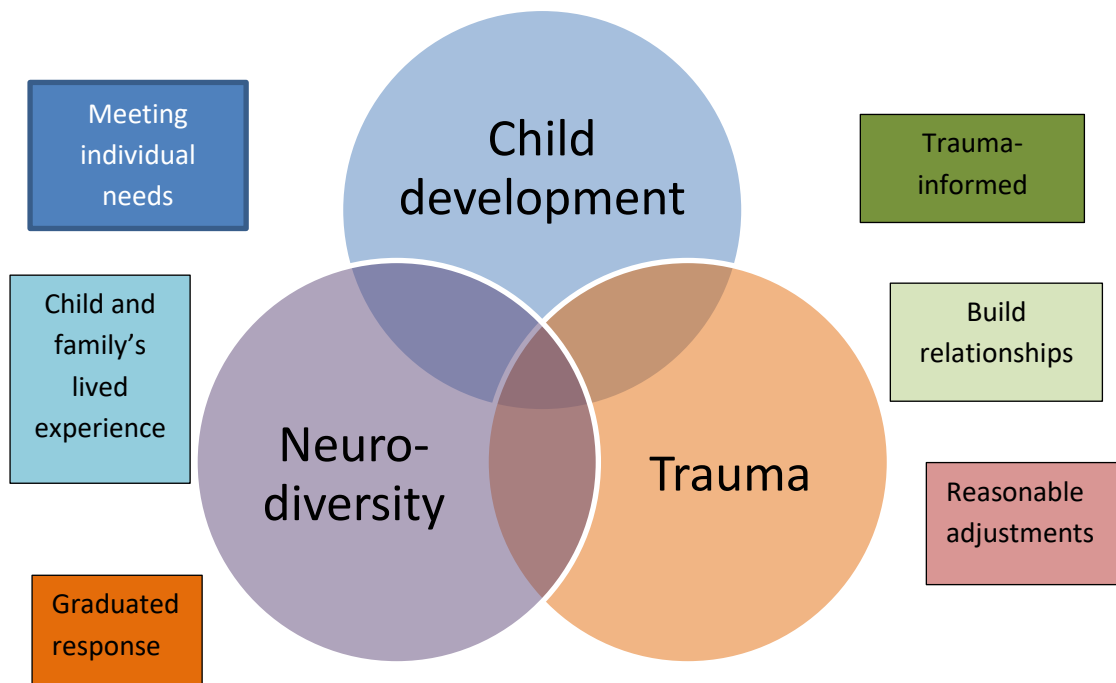 Meeting
individual
needs
Child and
family’s
lived
experience
Graduated
response
Child
development
Neuro-
diversity
Trauma
Trauma-
informed
Build
relationships
Reasonable
adjustments